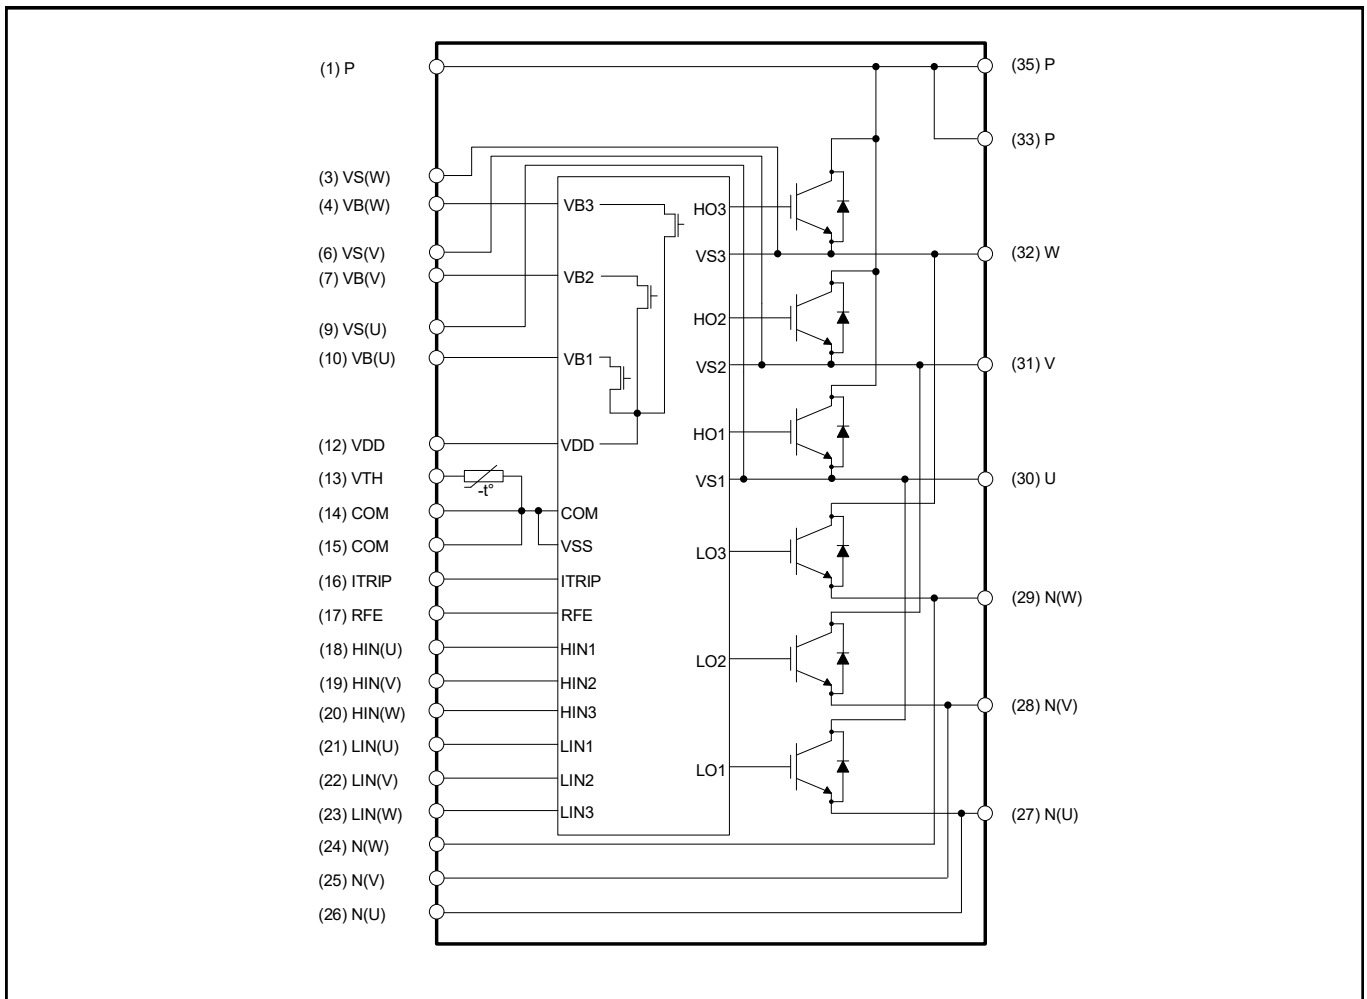 (1) P
(3) VS(W)
(4) VB(W)
(6) VS(V)
(7) VB(V)
(9) VS(U)
(10) VB(U)
(12) VDD
(13) VTH
(14) COM
(15) COM
(16) ITRIP
(17) RFE
(18) HIN(U)
(19) HIN(V)
(20) HIN(W)
(21) LIN(U)
(22) LIN(V)
(23) LIN(W)
(24) N(W)
(25) N(V)
(26) N(U)
-t°
VB3
VB2
VB1
VDD
COM
VSS
ITRIP
RFE
HIN1
HIN2
HIN3
LIN1
LIN2
LIN3
HO3
VS3
HO2
VS2
HO1
VS1
LO3
LO2
LO1
(35) P
(33) P
(32) W
(31) V
(30) U
(29) N(W)
(28) N(V)
(27) N(U)